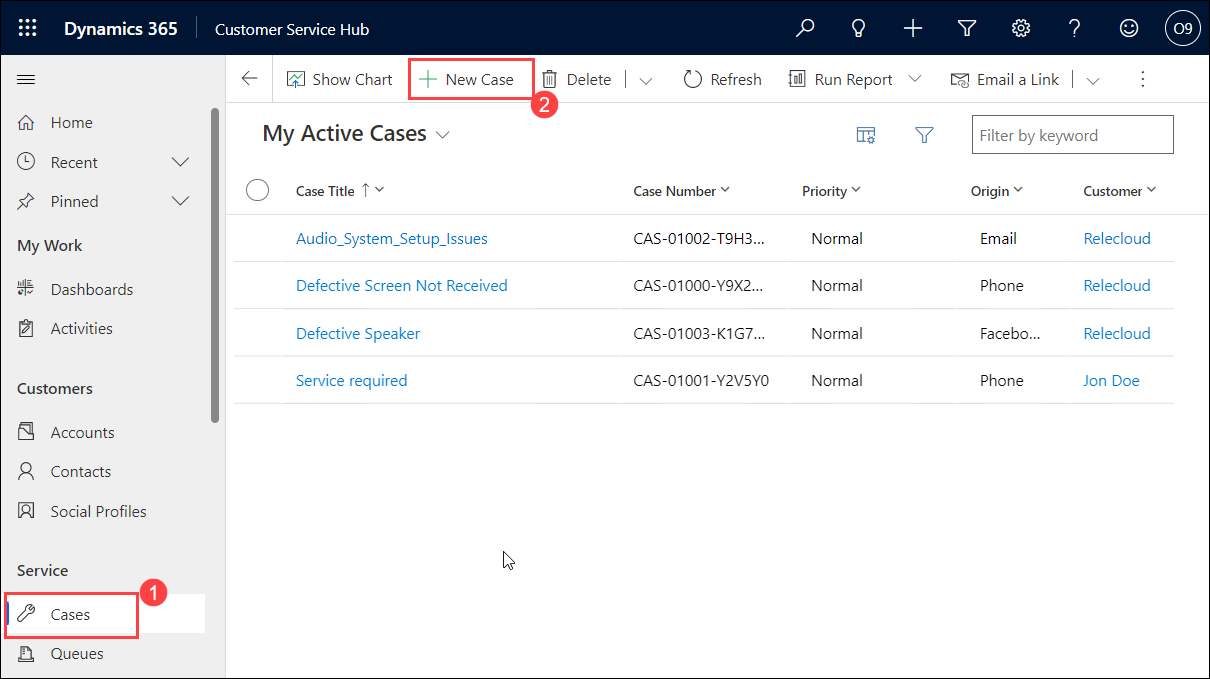 Dynamics 365 Customer Service Hub ? O9
Show Chart New Case Delete Refresh Run Report Email a Link
2
Home
Recent
Pinned
My Work
Dashboards
Activities
Customers
Accounts
Contacts
Social Profiles
Service
1
Cases
Queues
My Active Cases Filter by keyword
Case Title ↑ Case Number Priority Origin Customer
Audio_System_Setup_Issues CAS-01002-T9H3... Normal Email Relecloud
Defective Screen Not Received CAS-01000-Y9X2... Normal Phone Relecloud
Defective Speaker CAS-01003-K1G7... Normal Facebo... Relecloud
Service required CAS-01001-Y2V5Y0 Normal Phone Jon Doe